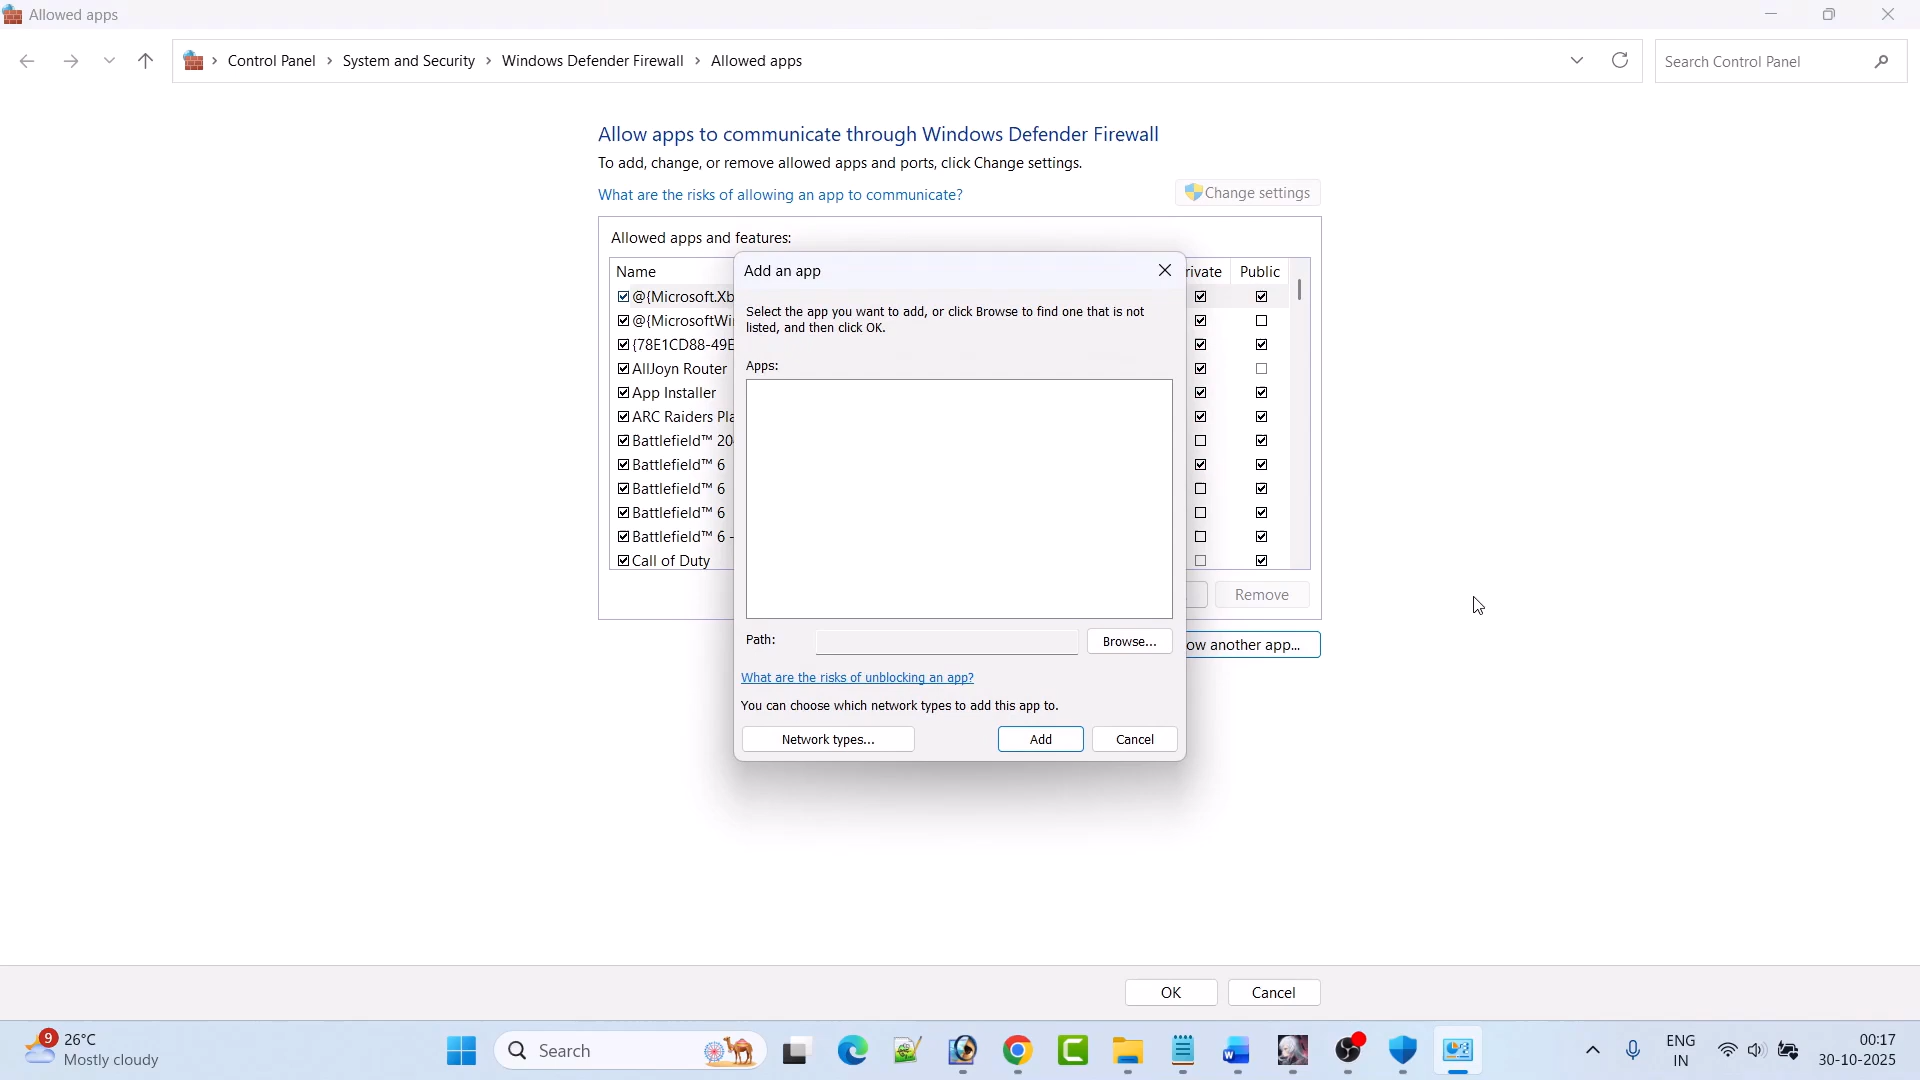 Allowed apps
Control Panel > System and Security > Windows Defender Firewall > Allowed apps
Search Control Panel
Allow apps to communicate through Windows Defender Firewall
To add, change, or remove allowed apps and ports, click Change settings.
What are the risks of allowing an app to communicate?
Change settings
Allowed apps and features:
Name
rivate Public
@{Microsoft.Xb
@{MicrosoftWi
{78E1CD88-49E
AllJoyn Router
App Installer
ARC Raiders Pla
Battlefield™ 20
Battlefield™ 6
Battlefield™ 6
Battlefield™ 6
Battlefield™ 6 -
Call of Duty
Remove
ow another app...
Add an app
Select the app you want to add, or click Browse to find one that is not
listed, and then click OK.
Apps:
Path:
Browse...
What are the risks of unblocking an app?
You can choose which network types to add this app to.
Network types...
Add
Cancel
OK
Cancel
9
26°C
Mostly cloudy
Search
ENG
IN
00:17
30-10-2025